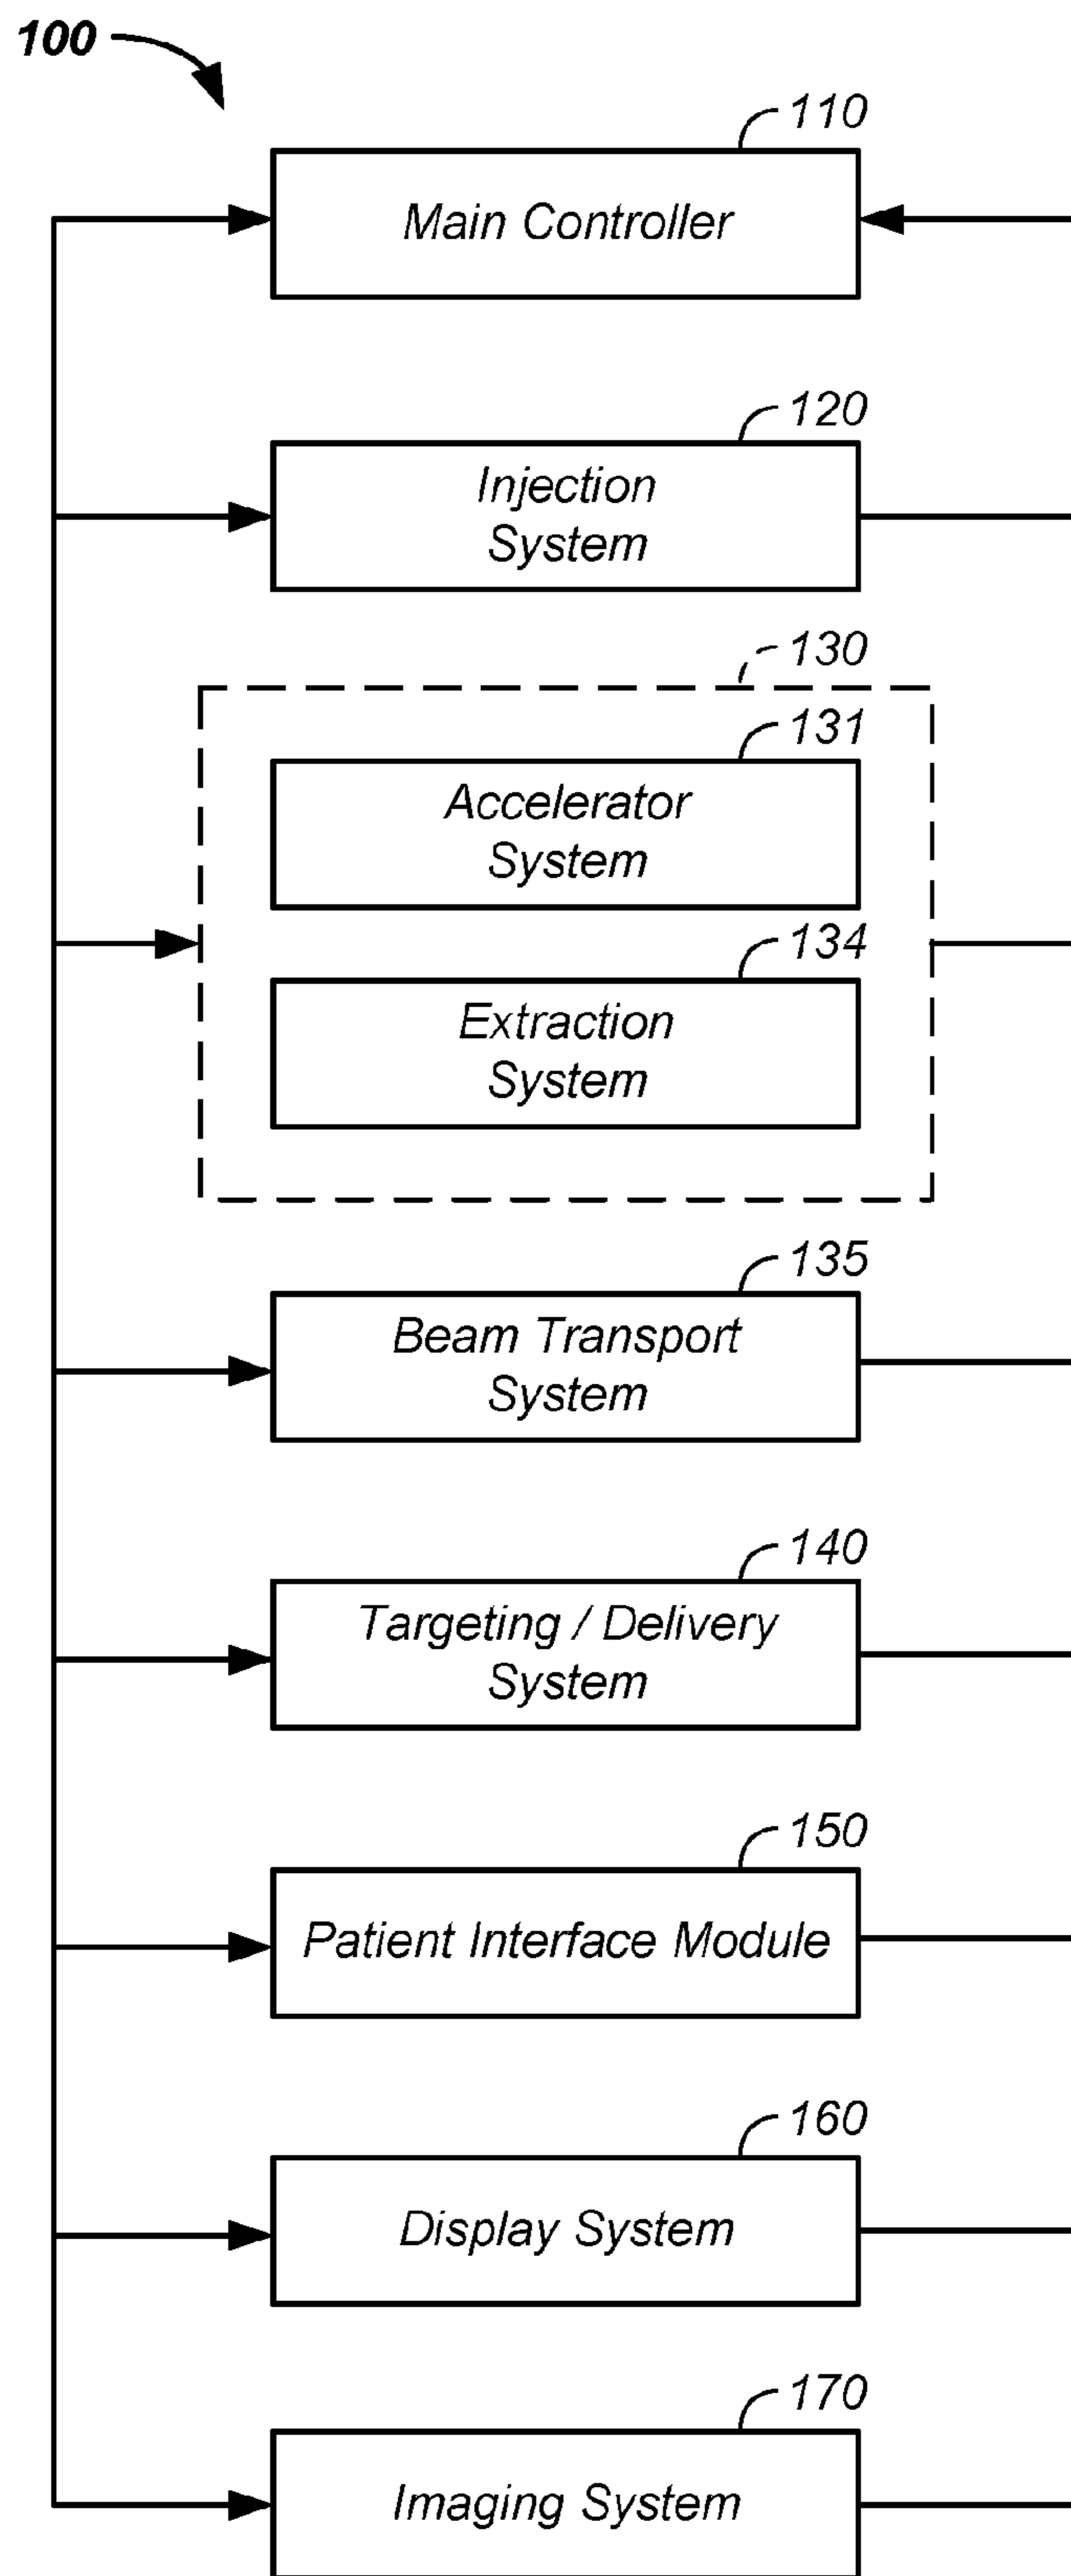 100
110
Main Controller
120
Injection
System
130
131
Accelerator
System
134
Extraction
System
135
Beam Transport
System
140
Targeting / Delivery
System
150
Patient Interface Module
160
Display System
170
Imaging System